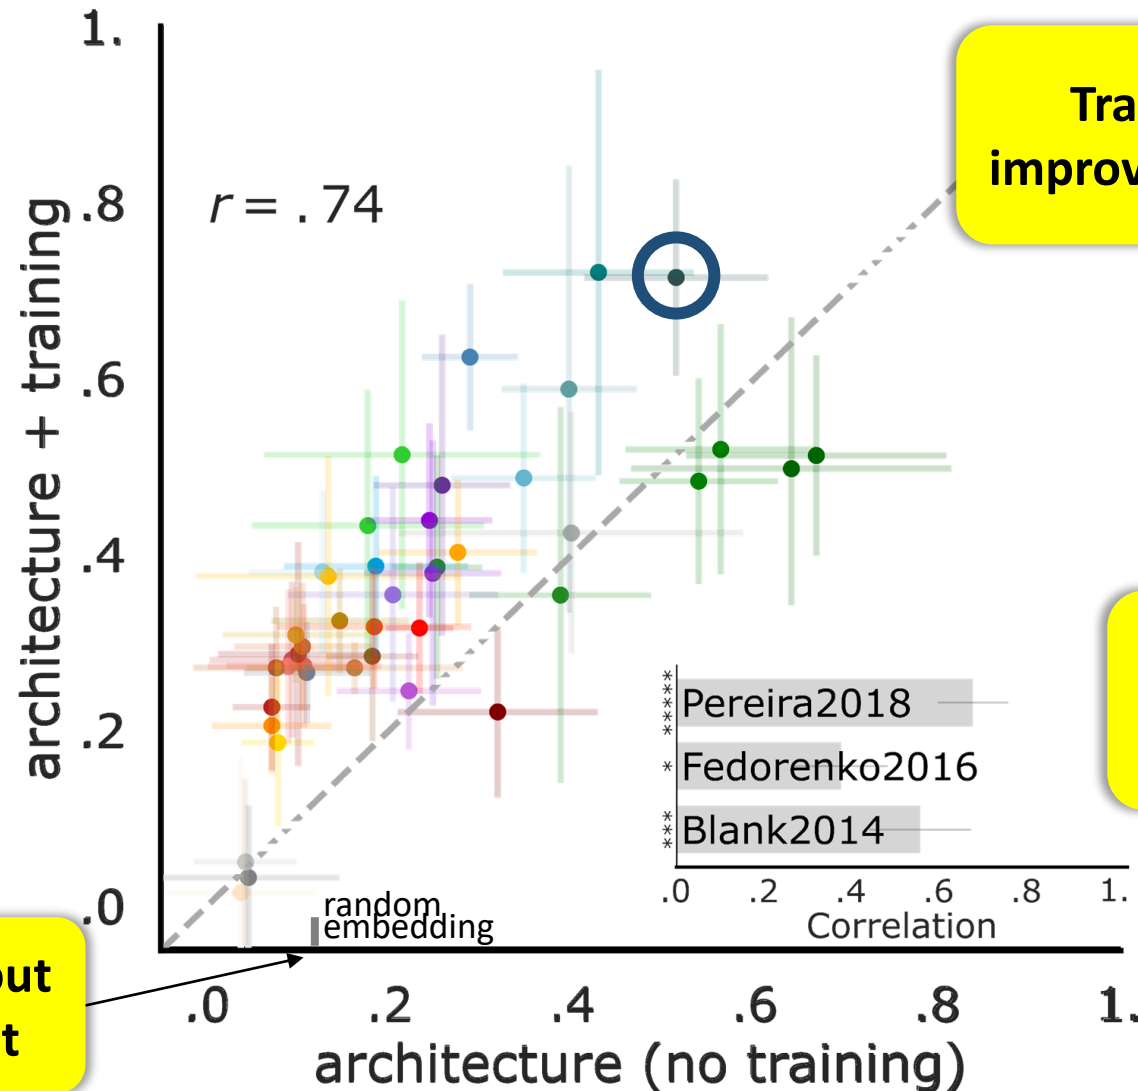 1.
.8
.6
.4
.2
.0
architecture + training
r = .74
Tra
improv
Pereira2018
Fedorenko2016
Blank2014
.0 .2 .4 .6 .8 1.
Correlation
random
embedding
out
t
.0 .2 .4 .6 .8 1.
architecture (no training)